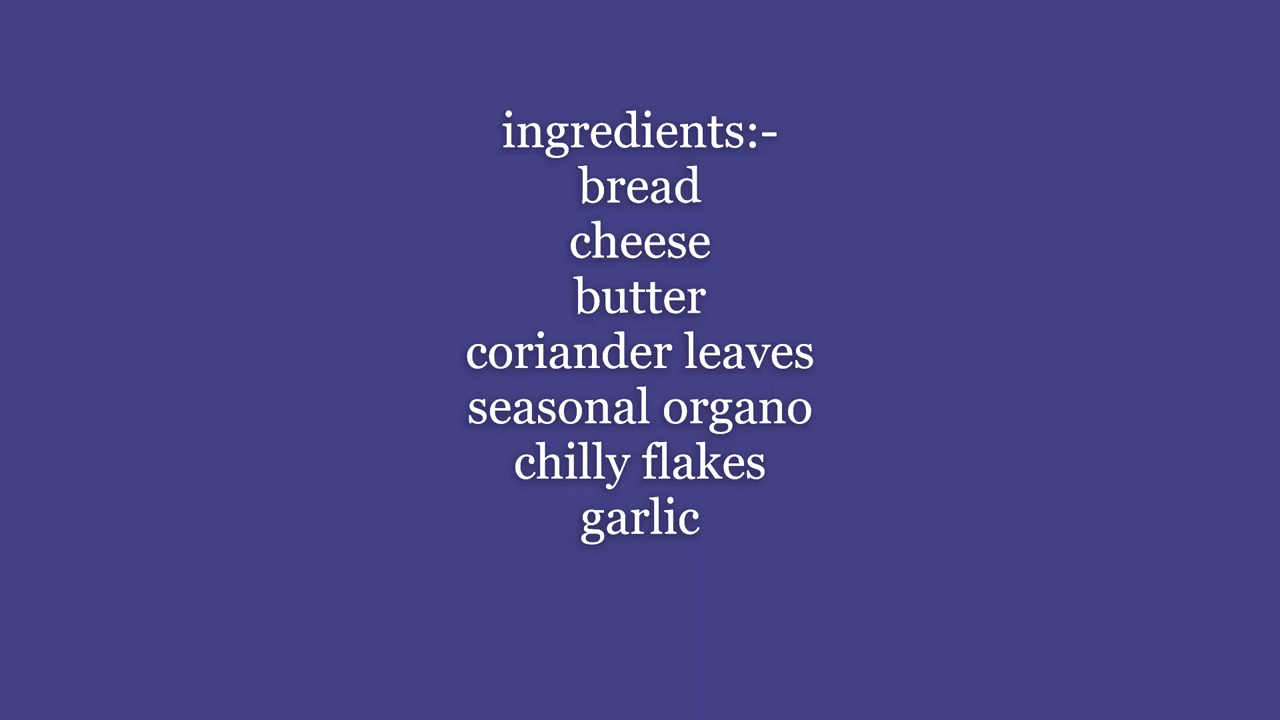 ingredients:-
bread
cheese
butter
coriander leaves
seasonal organo
chilly flakes
garlic